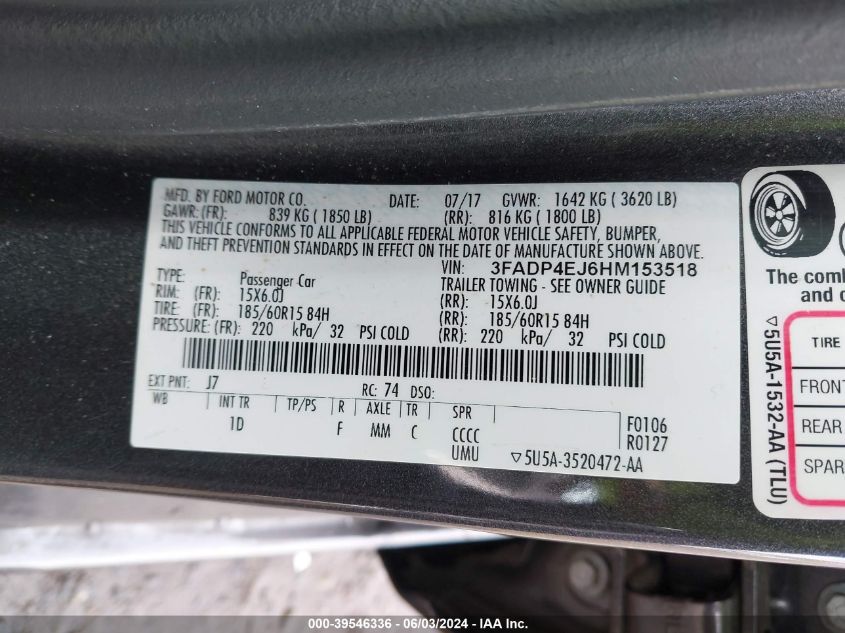 MFD. BY FORD MOTOR CO. DATE: 07/17 GVWR: 1642 KG ( 3620 LB)
GAWR: (FR): 839 KG ( 1850 LB) (RR): 816 KG ( 1800 LB)
THIS VEHICLE CONFORMS TO ALL APPLICABLE FEDERAL MOTOR VEHICLE SAFETY, BUMPER,
AND THEFT PREVENTION STANDARDS IN EFFECT ON THE DATE OF MANUFACTURE SHOWN ABOVE.
VIN: 3FADP4EJ6HM153518
TYPE: Passenger Car TRAILER TOWING - SEE OWNER GUIDE
RIM: (FR): 15X6.0J (RR): 15X6.0J
TIRE: (FR): 185/60R15 84H (RR): 185/60R15 84H
PRESSURE: (FR): 220 kPa/ 32 PSI COLD (RR): 220 kPa/ 32 PSI COLD
EXT PNT: J7 RC: 74 DSO:
WB INT TR TP/PS R AXLE TR SPR
1D F MM C CCCC F0106
UMU R0127
▽5U5A-3520472-AA
The comb
and c
TIRE
FRONT
REAR
SPAR
▽5U5A-1532-AA (TLU)
000-39546336 - 06/03/2024 - IAA Inc.